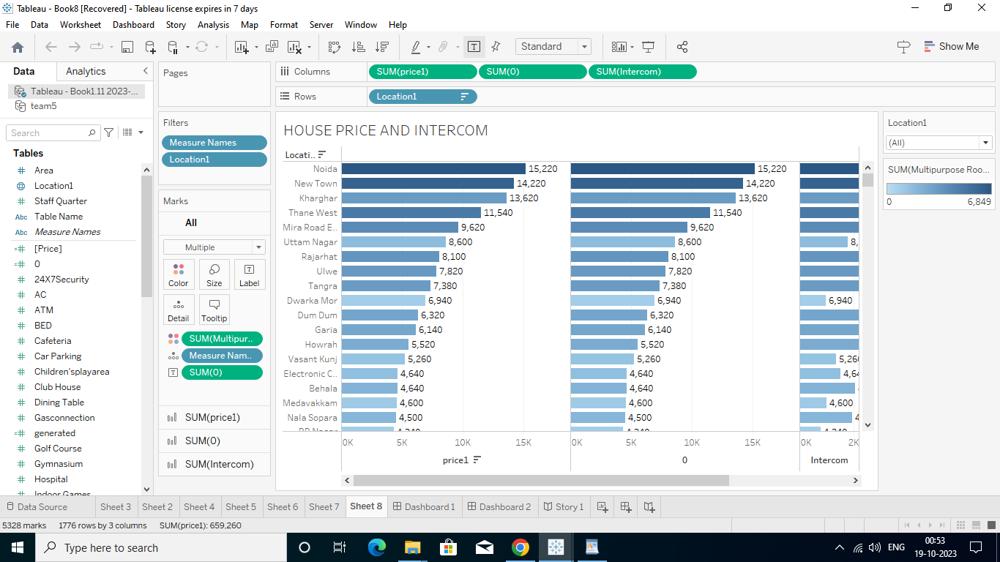 Tableau - Book8 [Recovered] - Tableau license expires in 7 days
File Data Worksheet Dashboard Story Analysis Map Format Server Window Help
Standard
Show Me
Data Analytics
Tableau - Book1.11 2023-...
team5
Search
Tables
# Area
Location1
# Staff Quarter
Abc Table Name
Abc Measure Names
=# [Price]
=# 0
# 24X7Security
# AC
# ATM
# BED
# Cafeteria
# Car Parking
# Children'splayarea
# Club House
# Dining Table
# Gasconnection
=# generated
# Golf Course
# Gymnasium
# Hospital
# Indoor Games
Pages
Filters
Measure Names
Location1
Marks
All
Multiple
Color Size Label
Detail Tooltip
SUM(Multipur..
Measure Nam..
SUM(0)
SUM(price1)
SUM(0)
SUM(Intercom)
Columns SUM(price1) SUM(0) SUM(Intercom)
Rows Location1
HOUSE PRICE AND INTERCOM
Locati..
Noida 15,220 15,220
New Town 14,220 14,220
Kharghar 13,620 13,620
Thane West 11,540 11,540
Mira Road E.. 9,620 9,620
Uttam Nagar 8,600 8,600 8,
Rajarhat 8,100 8,100
Ulwe 7,820 7,820
Tangra 7,380 7,380
Dwarka Mor 6,940 6,940 6,940
Dum Dum 6,320 6,320
Garia 6,140 6,140
Howrah 5,520 5,520
Vasant Kunj 5,260 5,260 5,260
Electronic C.. 4,640 4,640 4,64
Behala 4,640 4,640
Medavakkam 4,600 4,600 4,600
Nala Sopara 4,500 4,500 4
0K 5K 10K 15K 0K 5K 10K 15K 0K 2K
price1 0 Intercom
Location1
(All)
SUM(Multipurpose Roo...
0 6,849
Data Source Sheet 3 Sheet 2 Sheet 4 Sheet 5 Sheet 6 Sheet 7 Sheet 8 Dashboard 1 Dashboard 2 Story 1
5328 marks 1776 rows by 3 columns SUM(price1): 659,260
Type here to search
ENG
00:53
19-10-2023